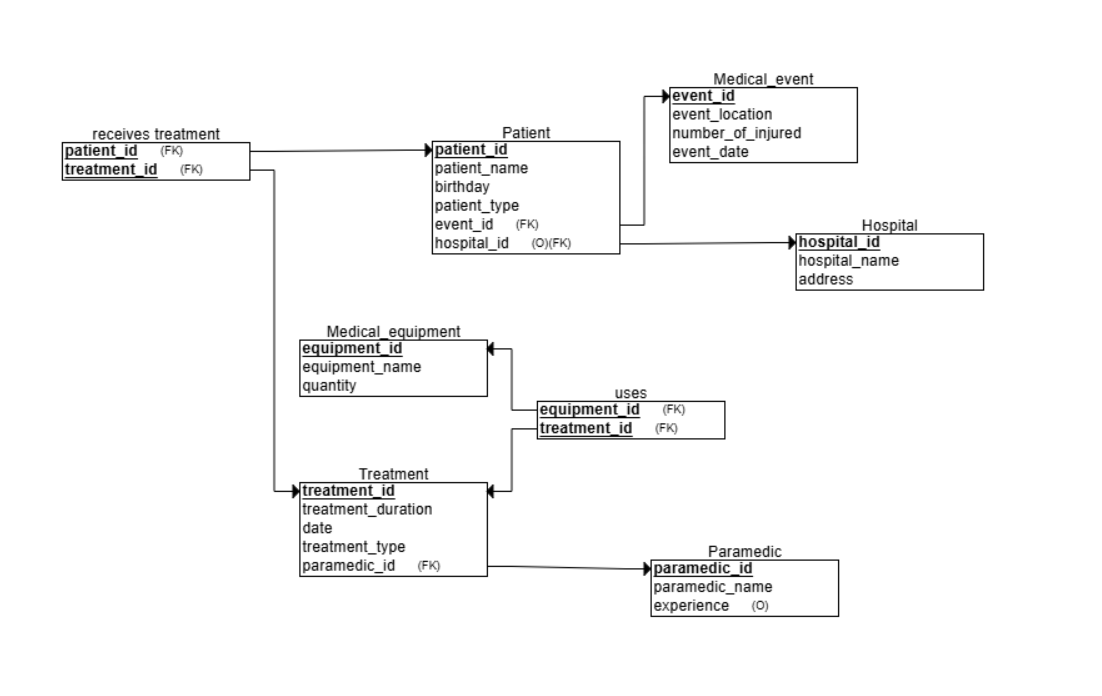 Medical_event
event_id
event_location
number_of_injured
event_date
receives treatment
patient_id (FK)
treatment_id (FK)
Patient
patient_id
patient_name
birthday
patient_type
event_id (FK)
hospital_id (O)(FK)
Hospital
hospital_id
hospital_name
address
Medical_equipment
equipment_id
equipment_name
quantity
uses
equipment_id (FK)
treatment_id (FK)
Treatment
treatment_id
treatment_duration
date
treatment_type
paramedic_id (FK)
Paramedic
paramedic_id
paramedic_name
experience (O)